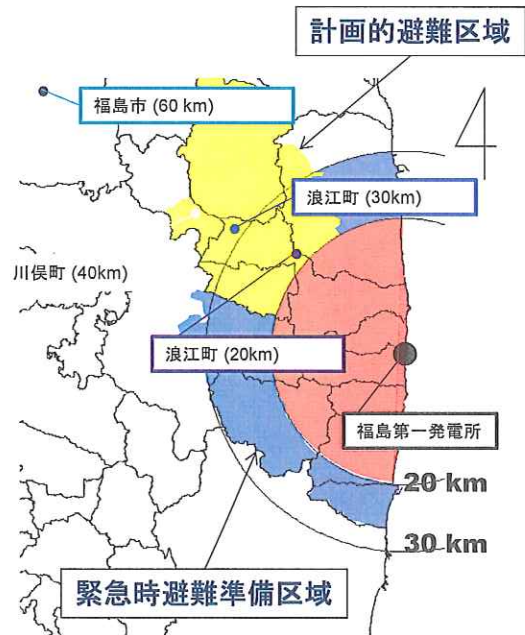 計画的避難区域
福島市 (60 km)
浪江町 (30km)
川俣町 (40km)
浪江町 (20km)
福島第一発電所
20 km
30 km
緊急時避難準備区域